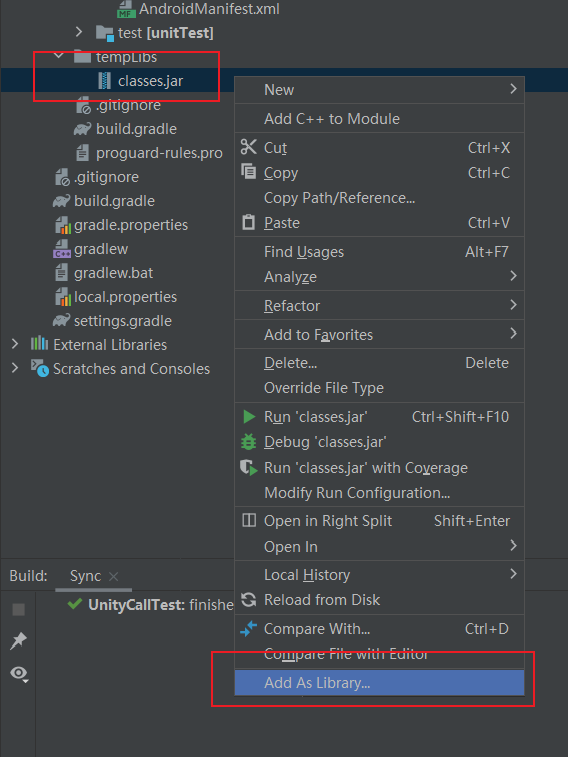 AndroidManifest.xml
test [unitTest]
tempLibs
classes.jar
.gitignore
build.gradle
proguard-rules.pro
.gitignore
build.gradle
gradle.properties
gradlew
gradlew.bat
local.properties
settings.gradle
External Libraries
Scratches and Consoles
New
Add C++ to Module
Cut Ctrl+X
Copy Ctrl+C
Copy Path/Reference...
Paste Ctrl+V
Find Usages Alt+F7
Analyze
Refactor
Add to Favorites
Delete... Delete
Override File Type
Run 'classes.jar' Ctrl+Shift+F10
Debug 'classes.jar'
Run 'classes.jar' with Coverage
Modify Run Configuration...
Open in Right Split Shift+Enter
Open In
Local History
Reload from Disk
Compare With... Ctrl+D
Compare File with Editor
Add As Library...
Build: Sync
UnityCallTest: finishe